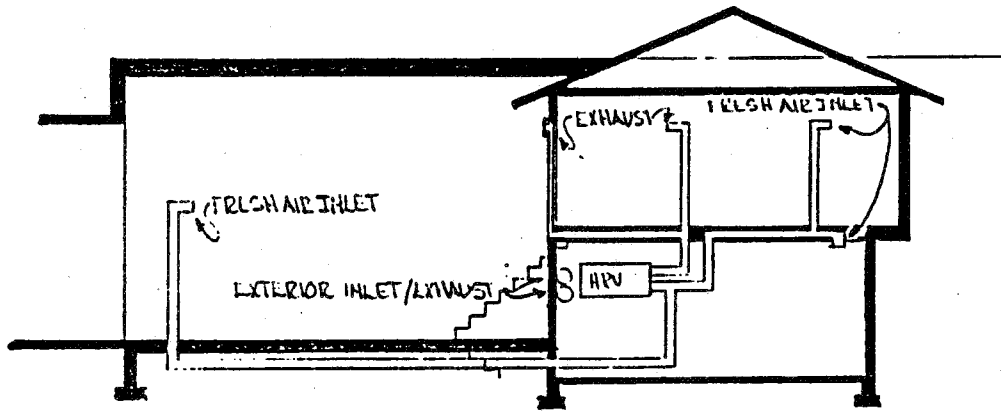 EXHAUST
FRESH AIR INLET
FRESH AIR INLET
EXTERIOR INLET/EXHAUST
HRV